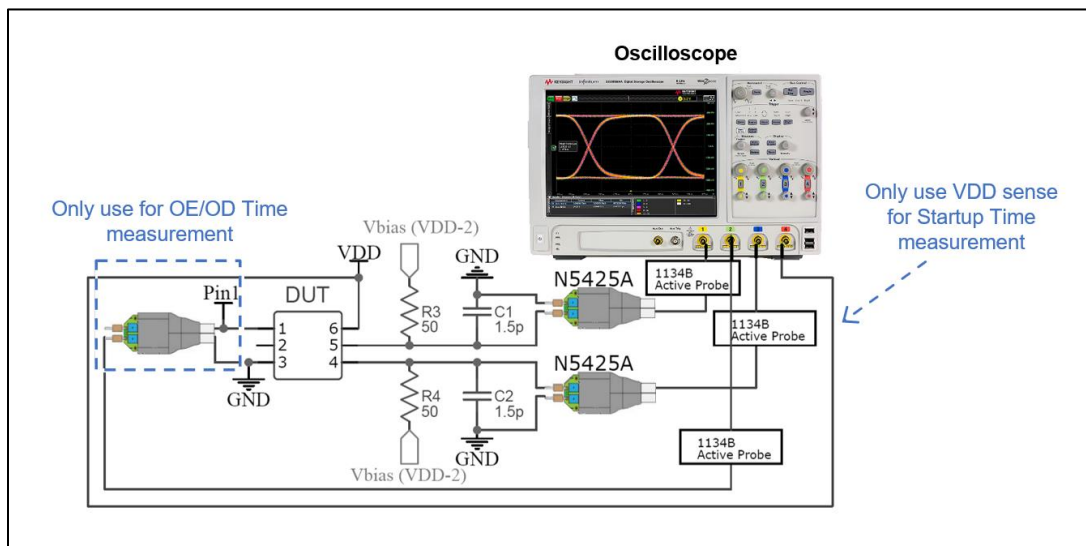 Oscilloscope
KEYSIGHT
Only use for OE/OD Time
measurement
Only use VDD sense
for Startup Time
measurement
Vbias (VDD-2)
VDD
GND
N5425A
1134B
Active Probe
Pin1
DUT
R3
50
C1
1.5p
1134B
Active Probe
1
2
3
6
5
4
GND
N5425A
R4
50
C2
1.5p
GND
1134B
Active Probe
Vbias (VDD-2)